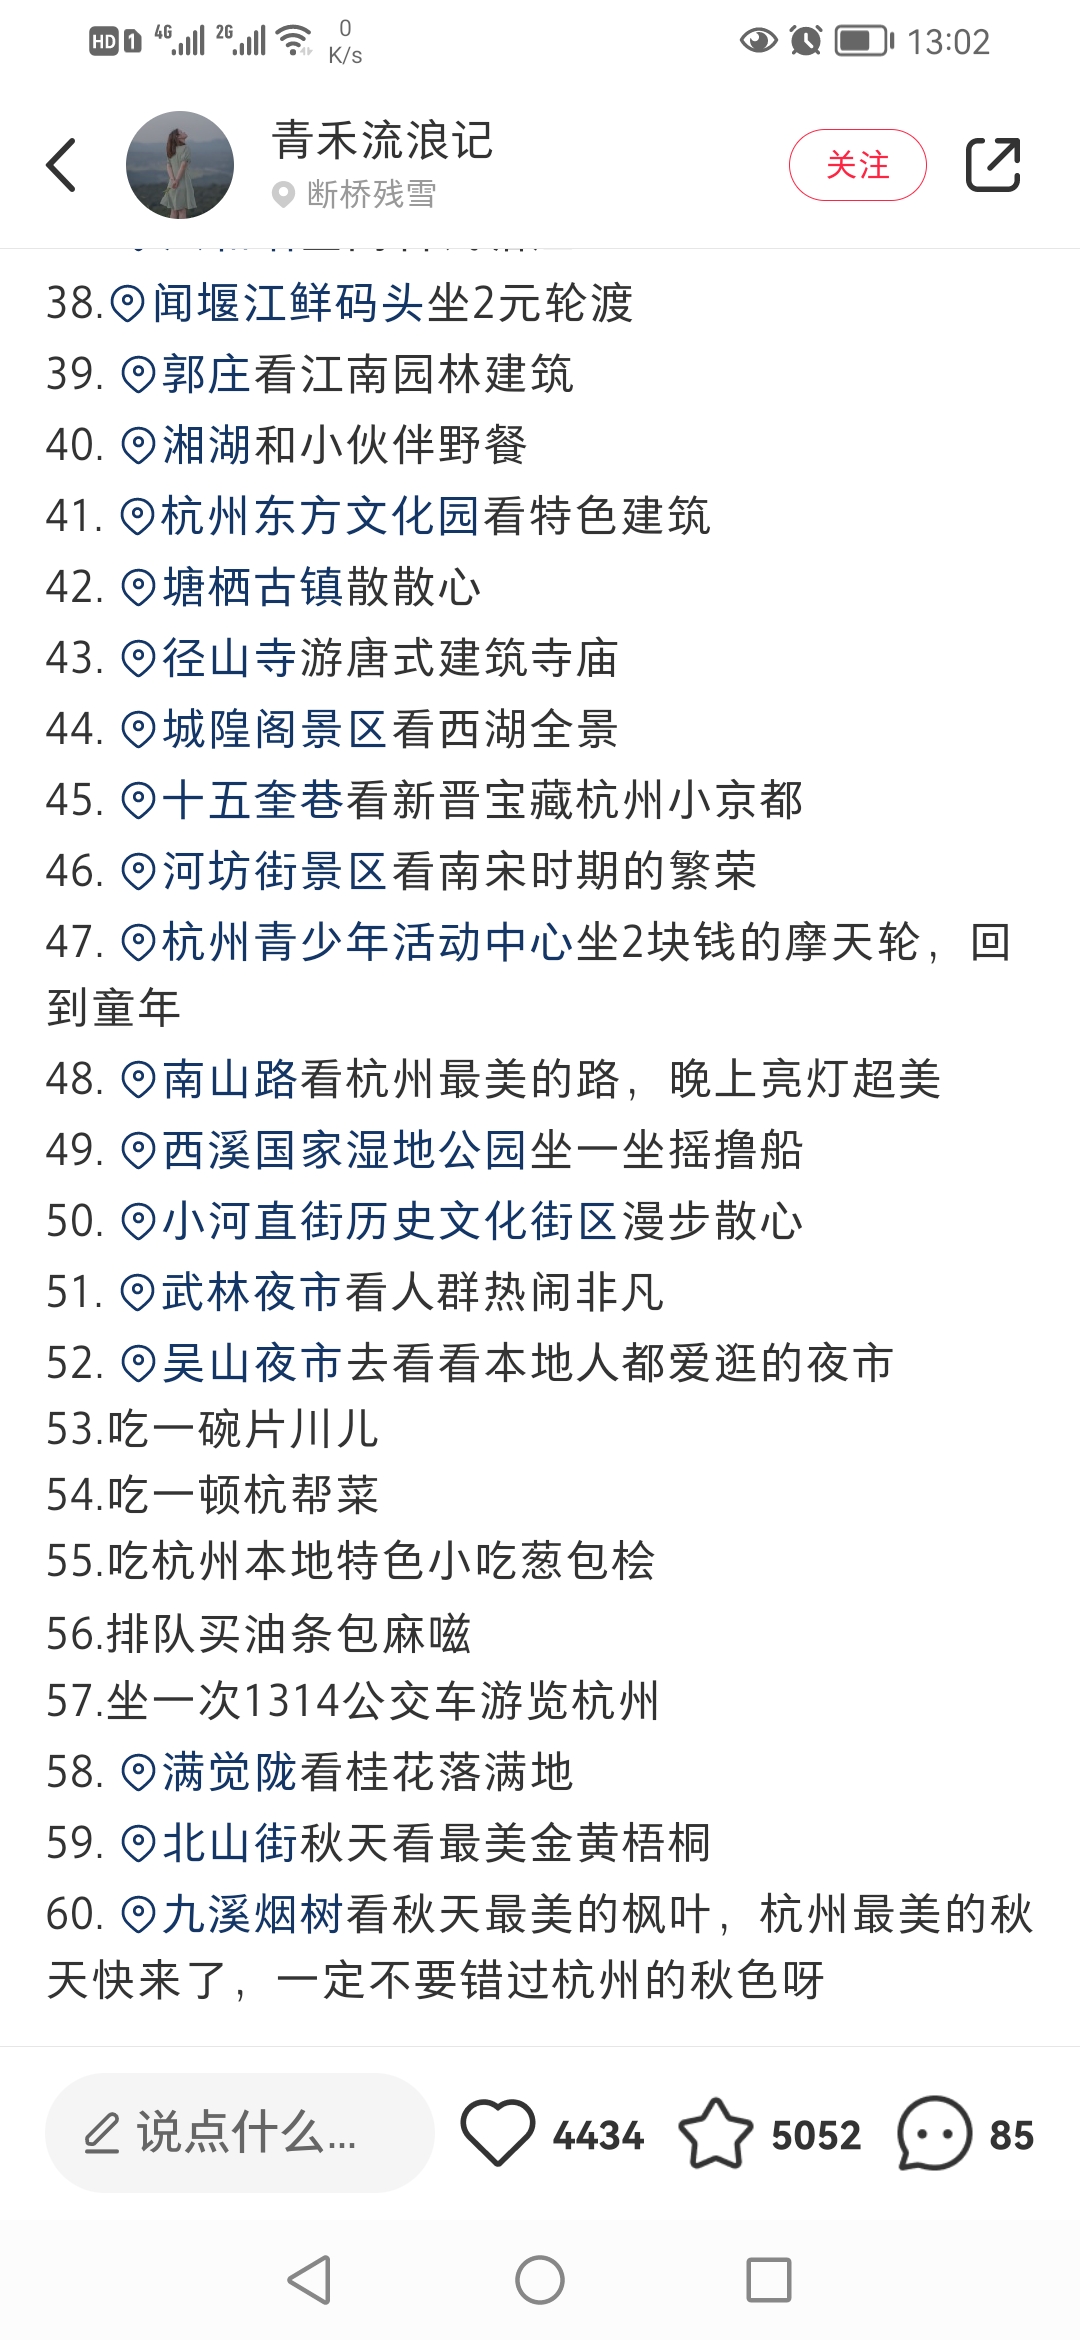 HD 1 4G 2G 0 K/s 13:02
青禾流浪记
断桥残雪
关注
38.闻堰江鲜码头坐2元轮渡
39. 郭庄看江南园林建筑
40. 湘湖和小伙伴野餐
41. 杭州东方文化园看特色建筑
42. 塘栖古镇散散心
43. 径山寺游唐式建筑寺庙
44. 城隍阁景区看西湖全景
45. 十五奎巷看新晋宝藏杭州小京都
46. 河坊街景区看南宋时期的繁荣
47. 杭州青少年活动中心坐2块钱的摩天轮，回
到童年
48. 南山路看杭州最美的路，晚上亮灯超美
49. 西溪国家湿地公园坐一坐摇撸船
50. 小河直街历史文化街区漫步散心
51. 武林夜市看人群热闹非凡
52. 吴山夜市去看看本地人都爱逛的夜市
53.吃一碗片川儿
54.吃一顿杭帮菜
55.吃杭州本地特色小吃葱包桧
56.排队买油条包麻嗞
57.坐一次1314公交车游览杭州
58. 满觉陇看桂花落满地
59. 北山街秋天看最美金黄梧桐
60. 九溪烟树看秋天最美的枫叶，杭州最美的秋
天快来了，一定不要错过杭州的秋色呀
说点什么... 4434 5052 85